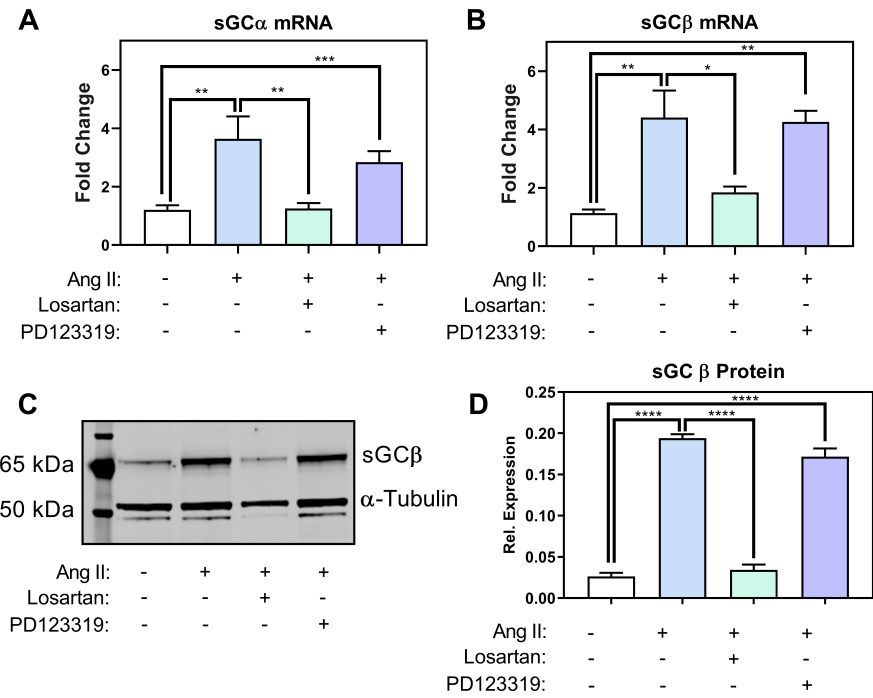 A
sGCα mRNA
***
**
**
Fold Change
6
4
2
0
Ang II: - + + +
Losartan: - - + -
PD123319: - - - +
B
sGCβ mRNA
**
**
*
Fold Change
6
4
2
0
Ang II: - + + +
Losartan: - - + -
PD123319: - - - +
C
65 kDa
sGCβ
50 kDa
α-Tubulin
Ang II: - + + +
Losartan: - - + -
PD123319: - - - +
D
sGC β Protein
****
****
****
Rel. Expression
0.25
0.20
0.15
0.10
0.05
0.00
Ang II: - + + +
Losartan: - - + -
PD123319: - - - +